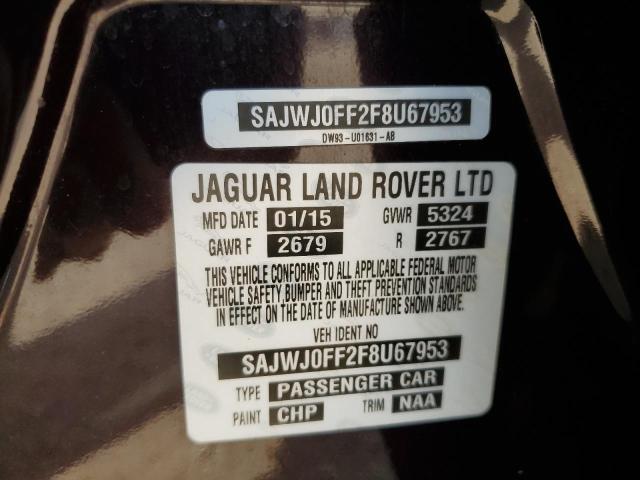 SAJWJ0FF2F8U67953
DW93-U01631-AB
JAGUAR LAND ROVER LTD
MFD DATE 01/15 GVWR 5324
GAWR F 2679 R 2767
THIS VEHICLE CONFORMS TO ALL APPLICABLE FEDERAL MOTOR
VEHICLE SAFETY,BUMPER AND THEFT PREVENTION STANDARDS
IN EFFECT ON THE DATE OF MANUFACTURE SHOWN ABOVE.
VEH IDENT NO
SAJWJ0FF2F8U67953
TYPE PASSENGER CAR
PAINT CHP TRIM NAA